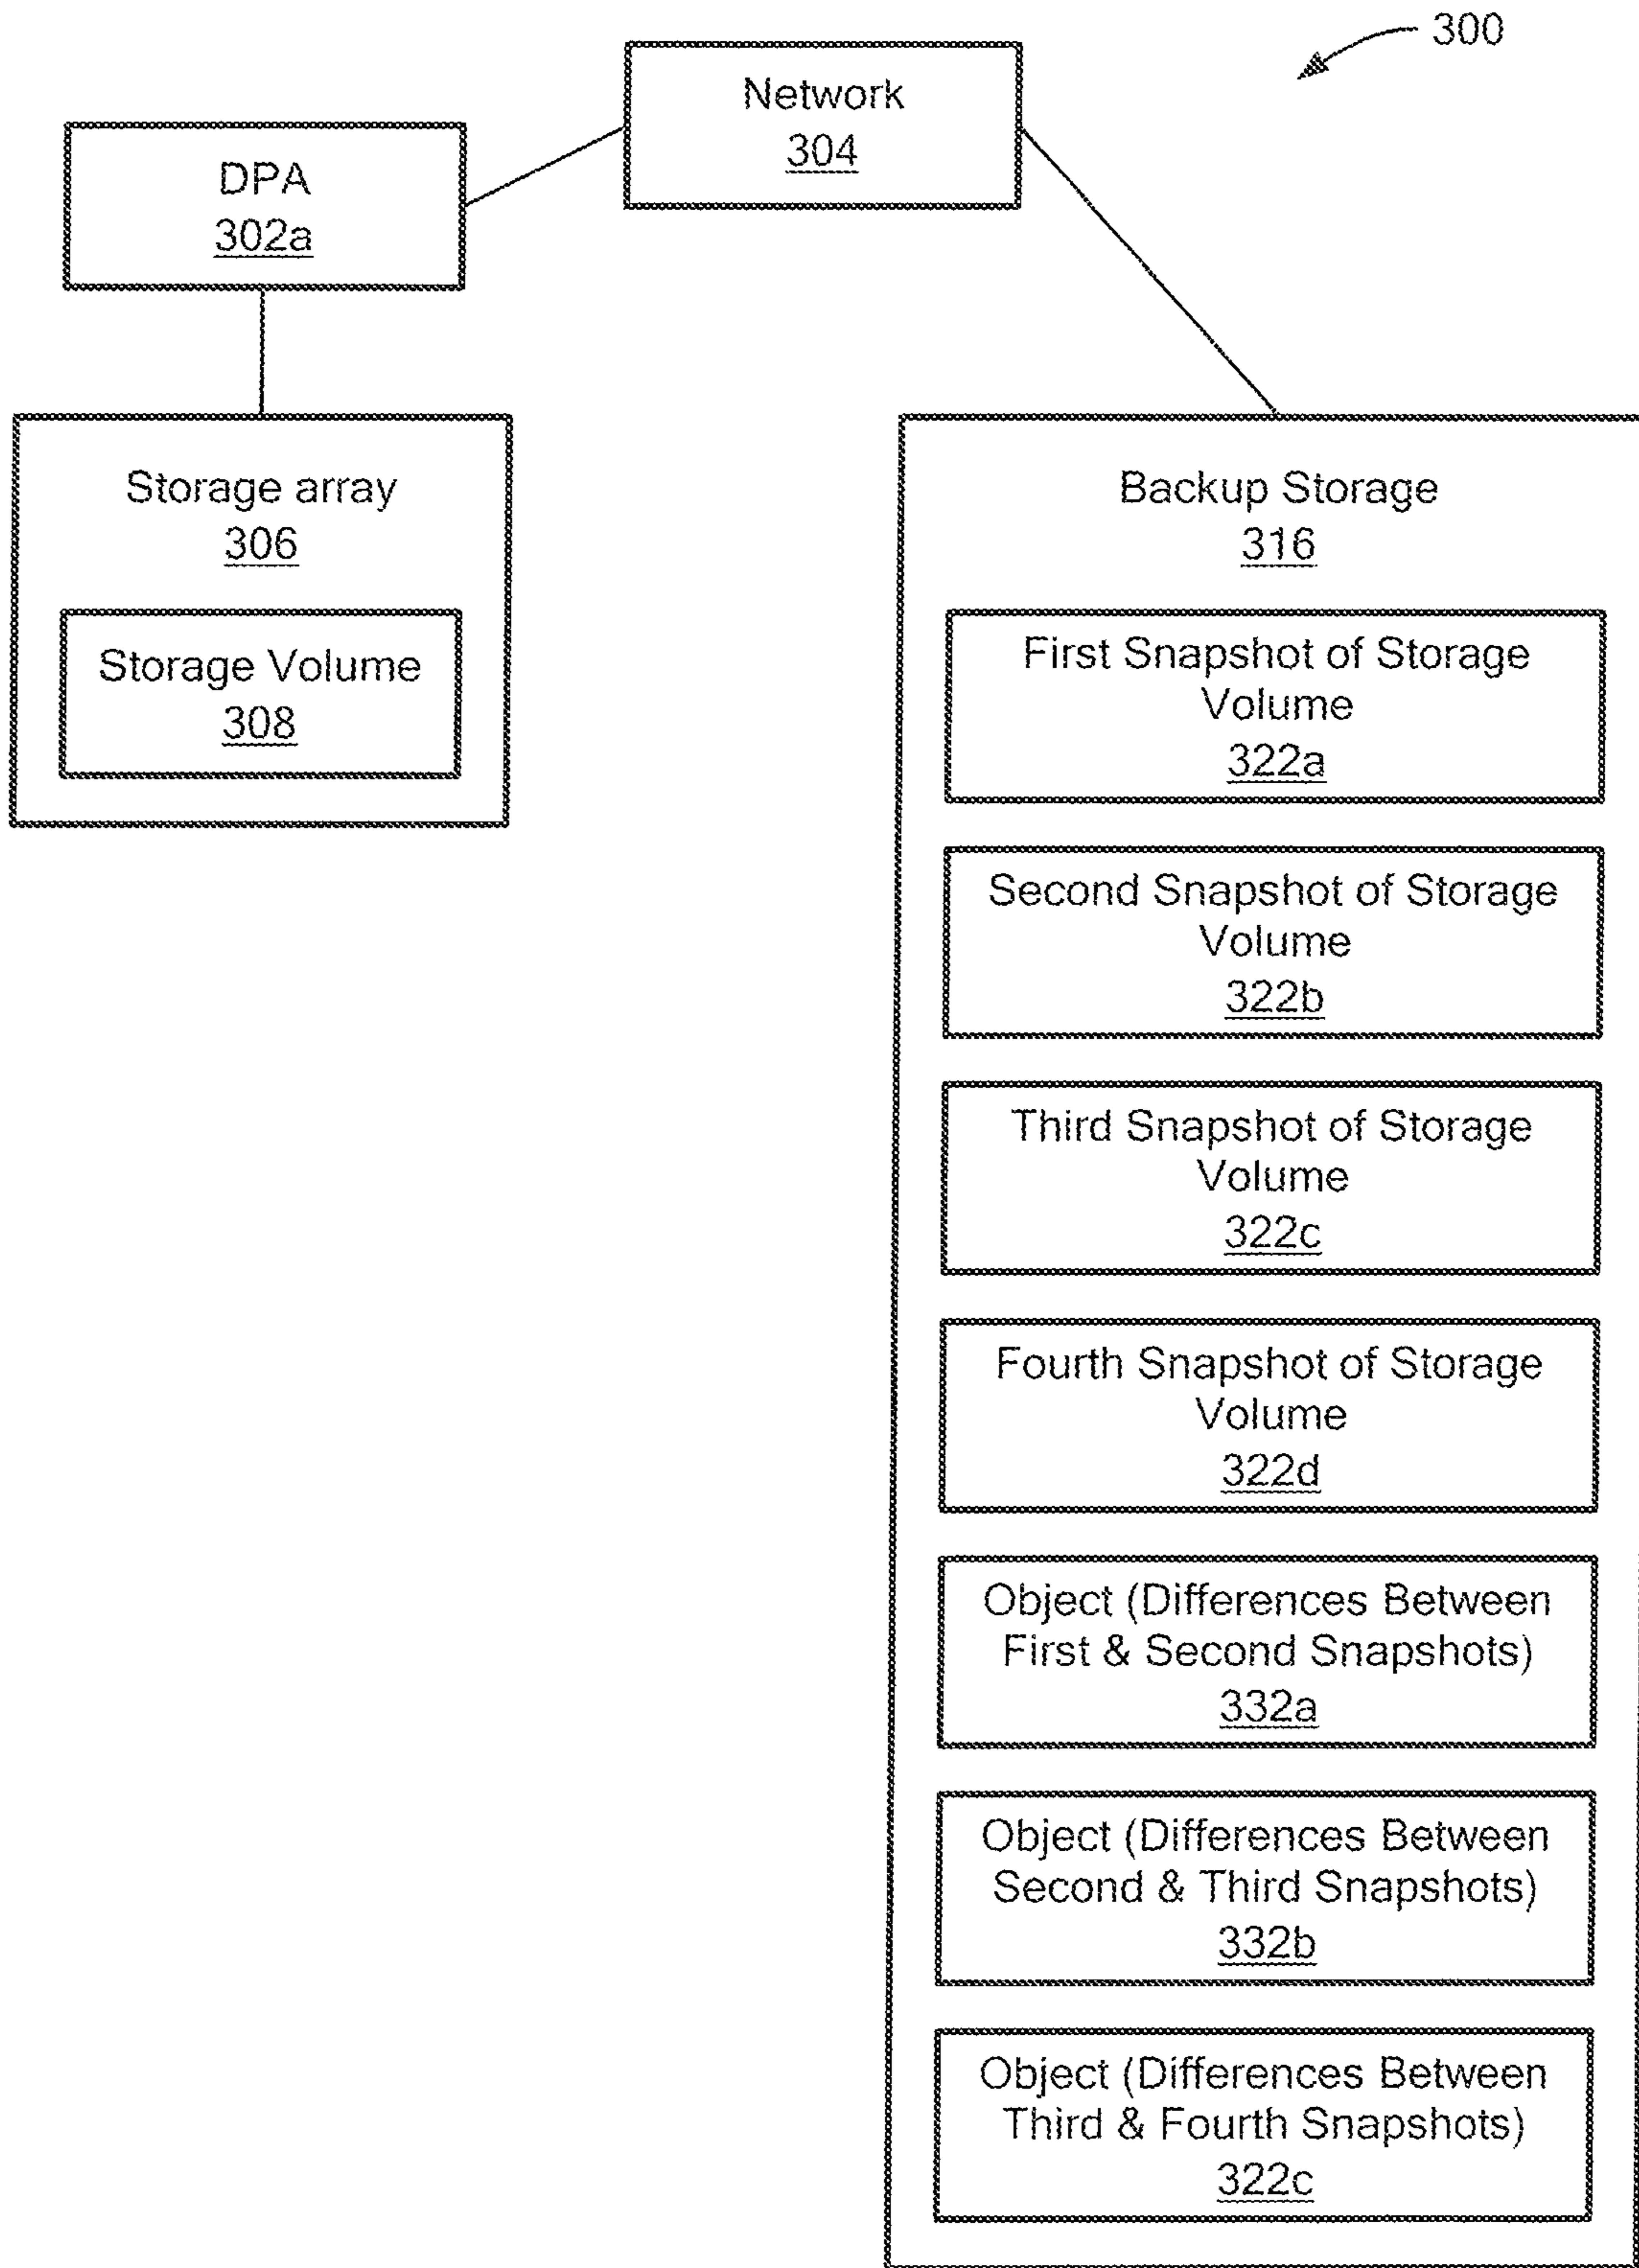 300
Network
304
DPA
302a
Storage array
306
Storage Volume
308
Backup Storage
316
First Snapshot of Storage
Volume
322a
Second Snapshot of Storage
Volume
322b
Third Snapshot of Storage
Volume
322c
Fourth Snapshot of Storage
Volume
322d
Object (Differences Between
First & Second Snapshots)
332a
Object (Differences Between
Second & Third Snapshots)
332b
Object (Differences Between
Third & Fourth Snapshots)
322c